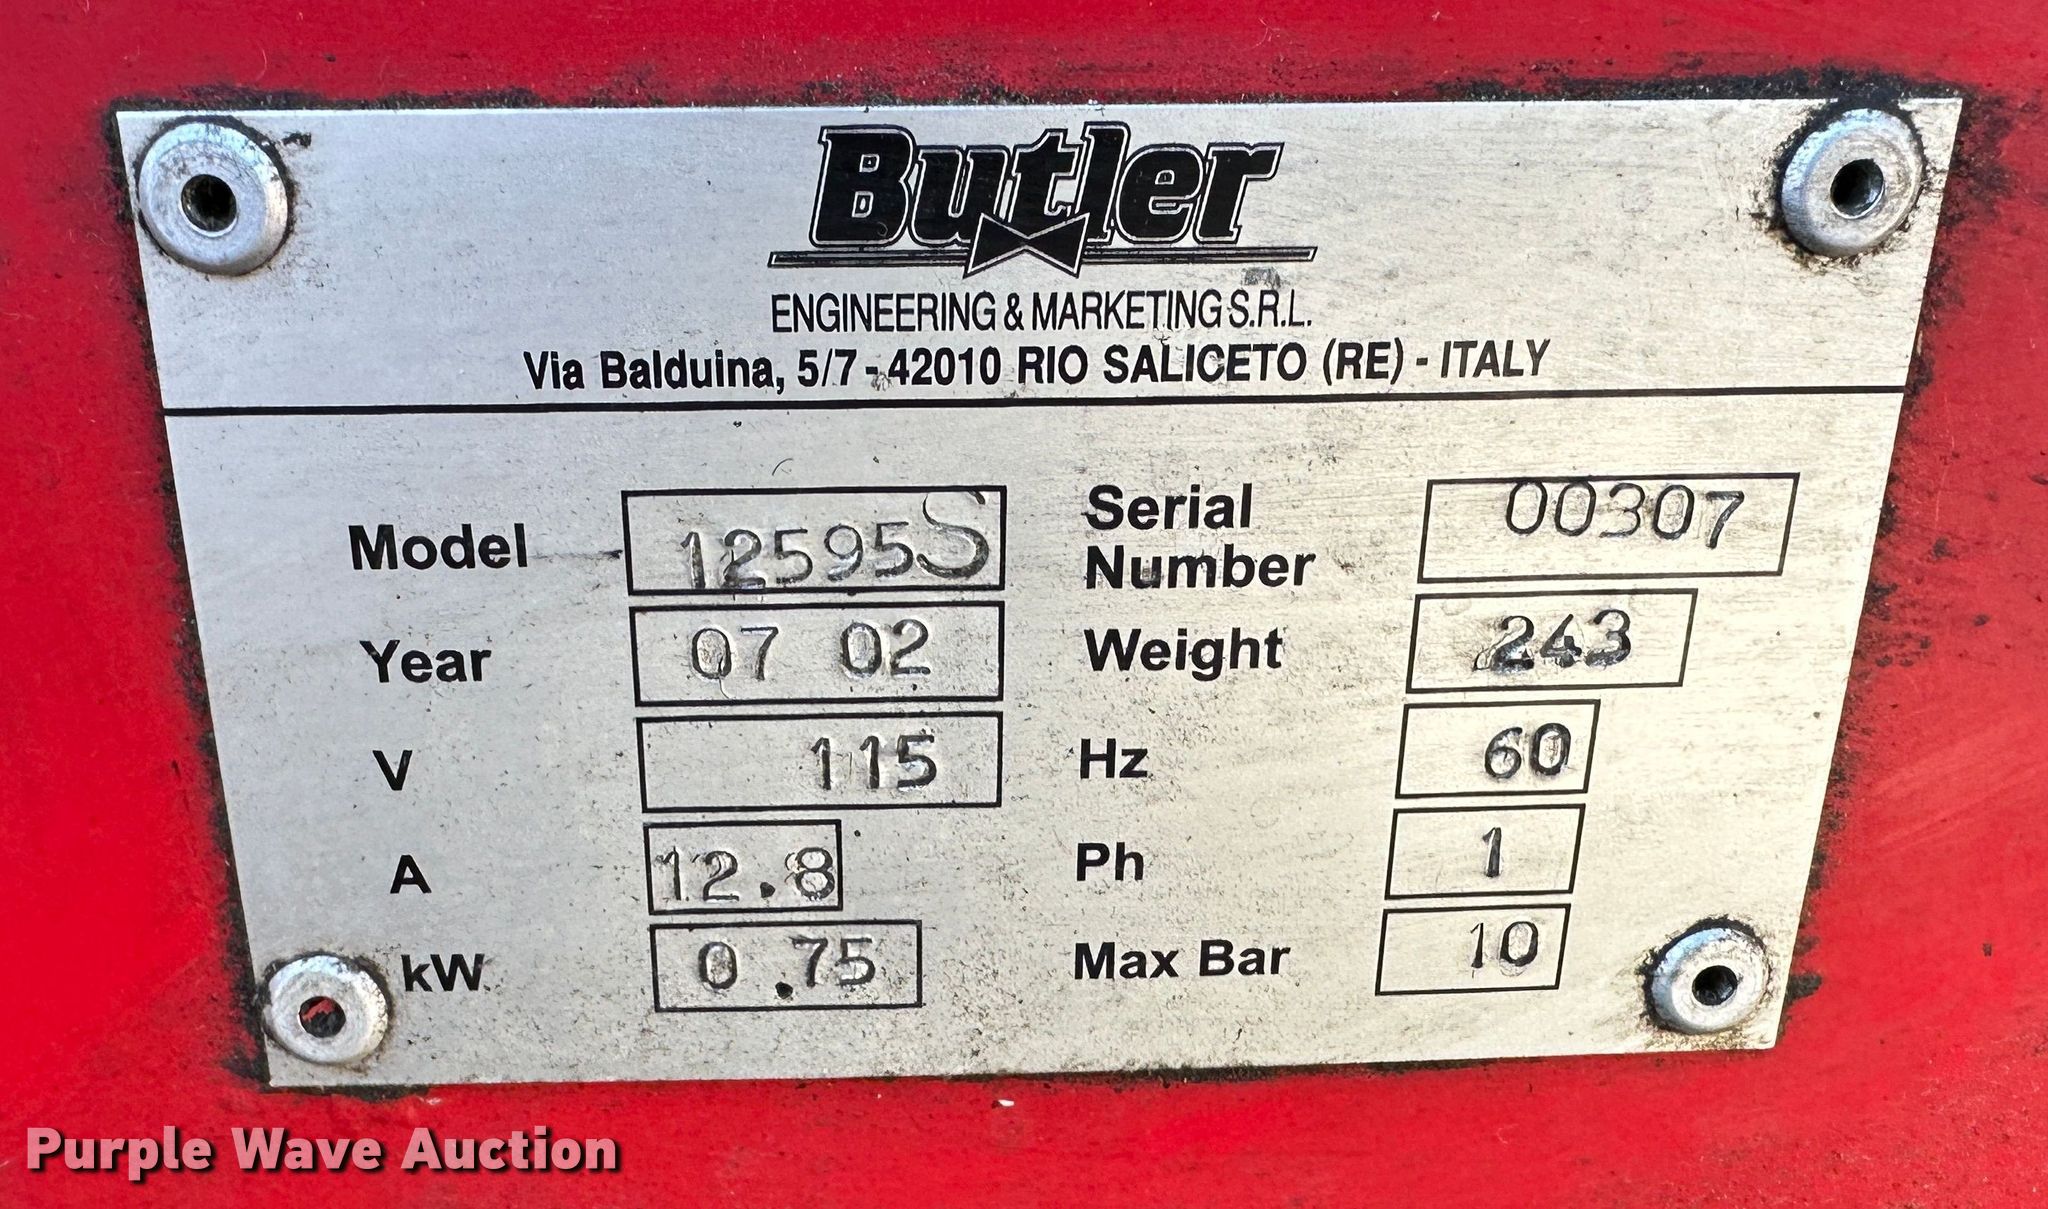 Butler
ENGINEERING & MARKETING S.R.L.
Via Balduina, 5/7 - 42010 RIO SALICETO (RE) - ITALY
Model 12595S Serial Number 00307
Year 07 02 Weight 243
V 115 Hz 60
A 12.8 Ph 1
kW 0.75 Max Bar 10
Purple Wave Auction